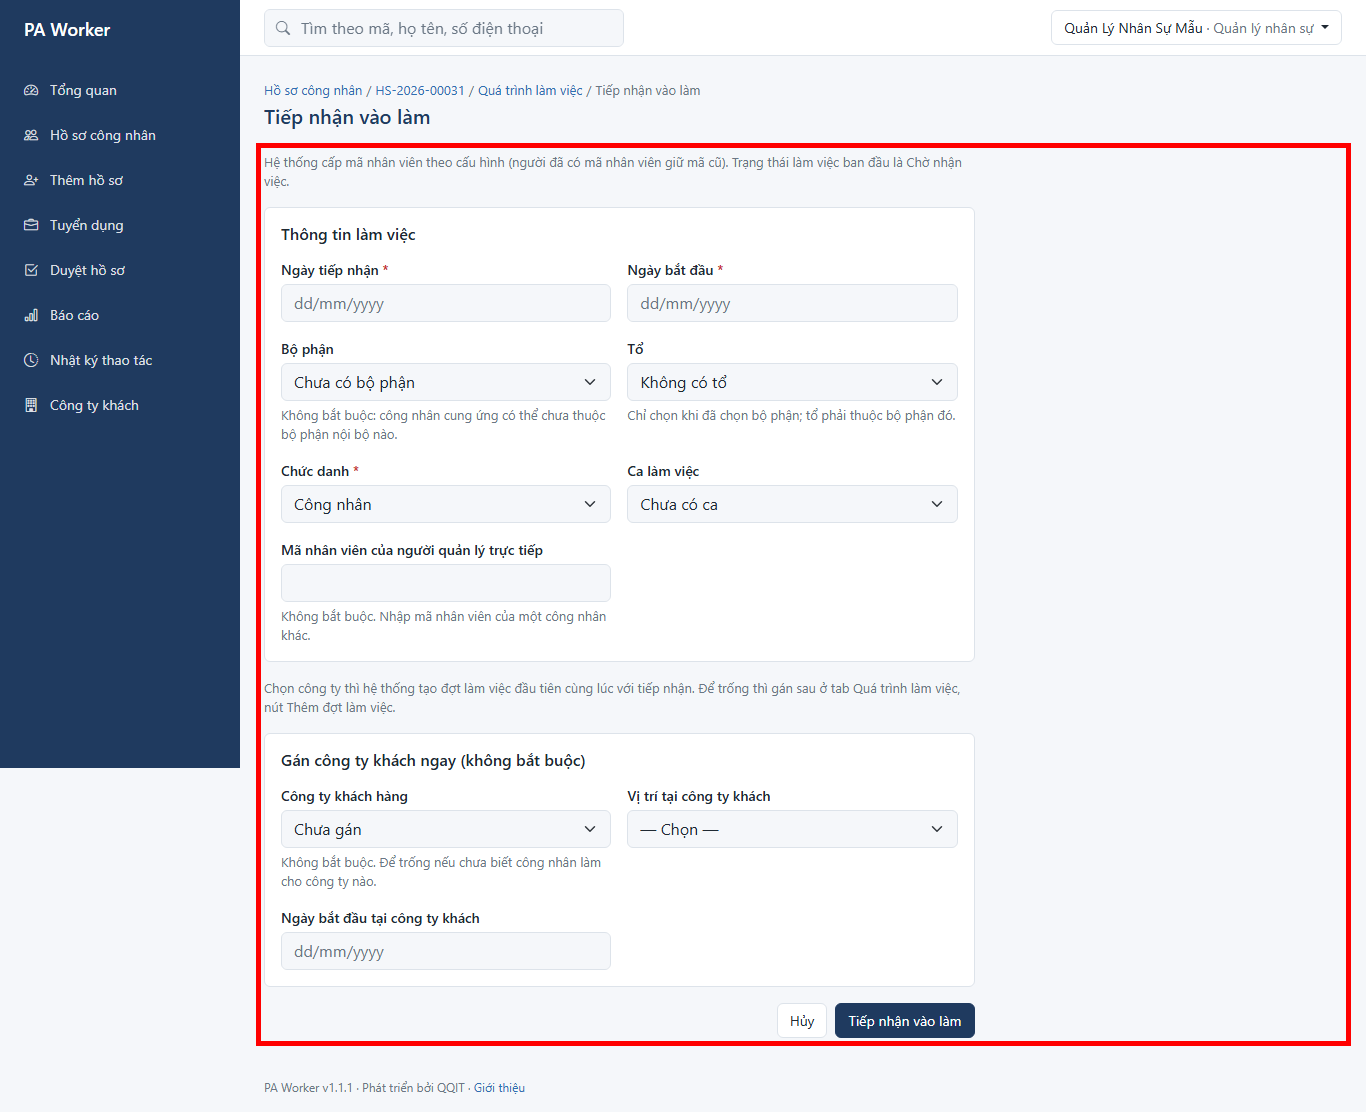 PA Worker
Tìm theo mã, họ tên, số điện thoại
Quản Lý Nhân Sự Mẫu · Quản lý nhân sự
Tổng quan
Hồ sơ công nhân
Thêm hồ sơ
Tuyển dụng
Duyệt hồ sơ
Báo cáo
Nhật ký thao tác
Công ty khách
Hồ sơ công nhân / HS-2026-00031 / Quá trình làm việc / Tiếp nhận vào làm
Tiếp nhận vào làm
Hệ thống cấp mã nhân viên theo cấu hình (người đã có mã nhân viên giữ mã cũ). Trạng thái làm việc ban đầu là Chờ nhận
việc.
Thông tin làm việc
Ngày tiếp nhận *
Ngày bắt đầu *
dd/mm/yyyy
dd/mm/yyyy
Bộ phận
Tổ
Chưa có bộ phận
Không có tổ
Không bắt buộc: công nhân cung ứng có thể chưa thuộc
bộ phận nội bộ nào.
Chỉ chọn khi đã chọn bộ phận; tổ phải thuộc bộ phận đó.
Chức danh *
Ca làm việc
Công nhân
Chưa có ca
Mã nhân viên của người quản lý trực tiếp
Không bắt buộc. Nhập mã nhân viên của một công nhân
khác.
Chọn công ty thì hệ thống tạo đợt làm việc đầu tiên cùng lúc với tiếp nhận. Để trống thì gán sau ở tab Quá trình làm việc,
nút Thêm đợt làm việc.
Gán công ty khách ngay (không bắt buộc)
Công ty khách hàng
Vị trí tại công ty khách
Chưa gán
— Chọn —
Không bắt buộc. Để trống nếu chưa biết công nhân làm
cho công ty nào.
Ngày bắt đầu tại công ty khách
dd/mm/yyyy
Hủy
Tiếp nhận vào làm
PA Worker v1.1.1 · Phát triển bởi QQIT · Giới thiệu